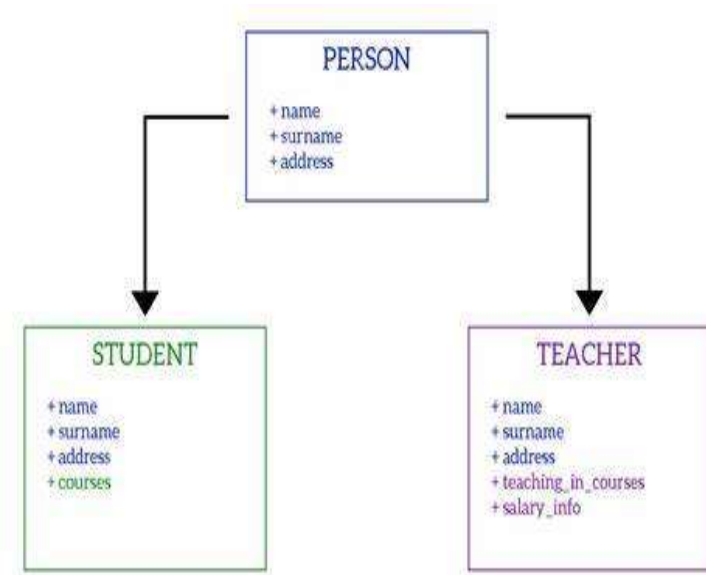 PERSON
+ name
+ surname
+ address
STUDENT
+ name
+ surname
+ address
+ courses
TEACHER
+ name
+ surname
+ address
+ teaching_in_courses
+ salary_info